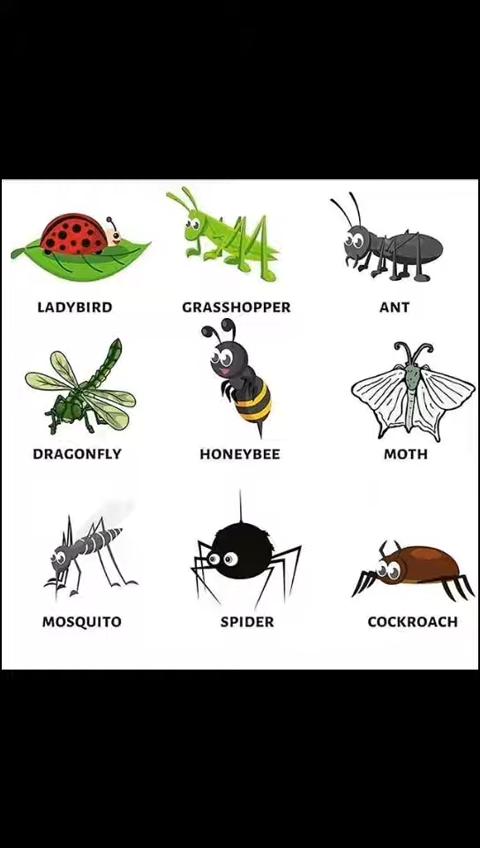 LADYBIRD
GRASSHOPPER
ANT
DRAGONFLY
HONEYBEE
MOTH
MOSQUITO
SPIDER
COCKROACH